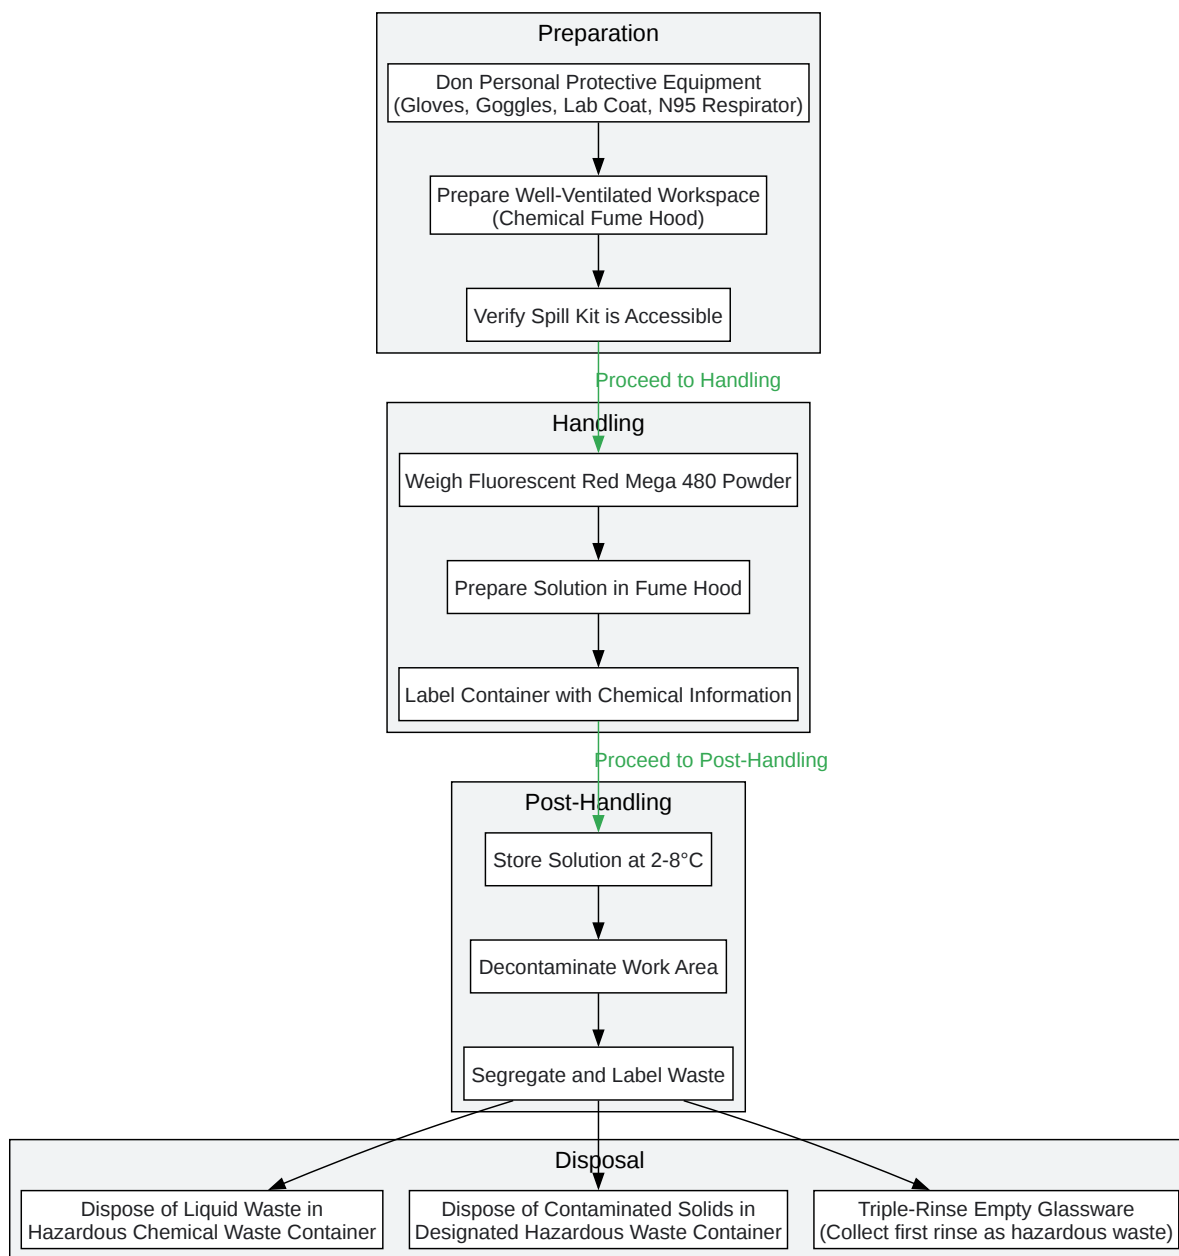 Preparation
Don Personal Protective Equipment
(Gloves, Goggles, Lab Coat, N95 Respirator)
Prepare Well-Ventilated Workspace
(Chemical Fume Hood)
Verify Spill Kit is Accessible
Proceed to Handling
Handling
Weigh Fluorescent Red Mega 480 Powder
Prepare Solution in Fume Hood
Label Container with Chemical Information
Proceed to Post-Handling
Post-Handling
Store Solution at 2-8°C
Decontaminate Work Area
Segregate and Label Waste
Disposal
Dispose of Liquid Waste in
Hazardous Chemical Waste Container
Dispose of Contaminated Solids in
Designated Hazardous Waste Container
Triple-Rinse Empty Glassware
(Collect first rinse as hazardous waste)